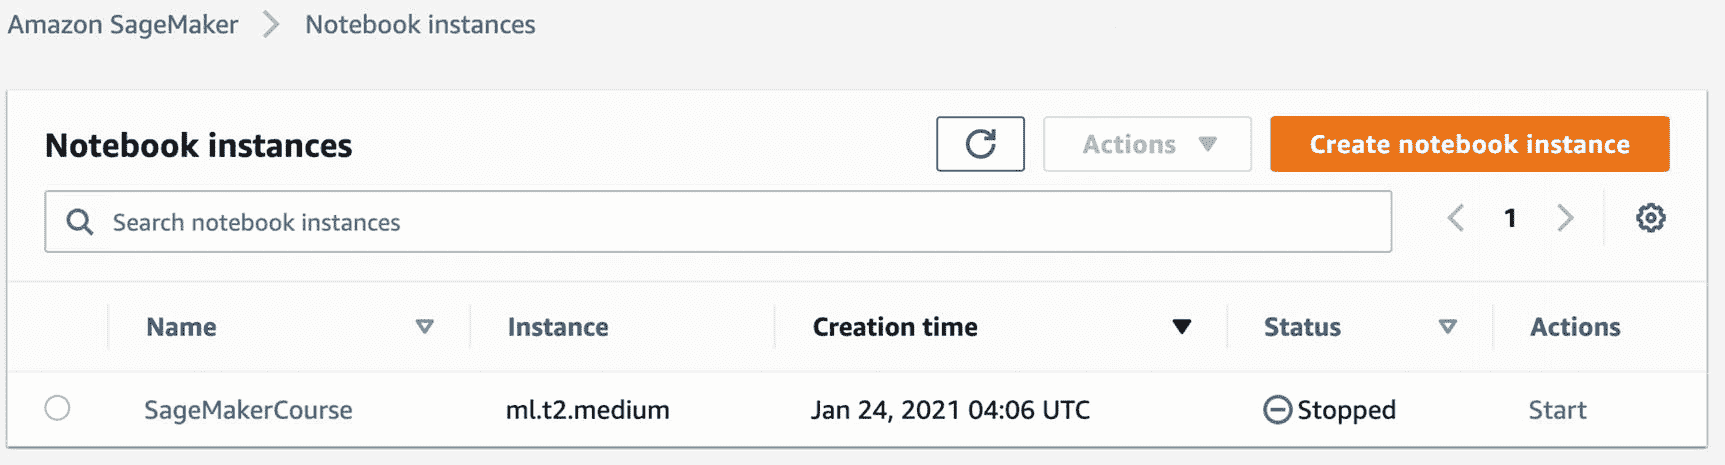 Amazon SageMaker > Notebook instances
Notebook instances Actions Create notebook instance
Search notebook instances 1
Name Instance Creation time Status Actions
SageMakerCourse ml.t2.medium Jan 24, 2021 04:06 UTC Stopped Start